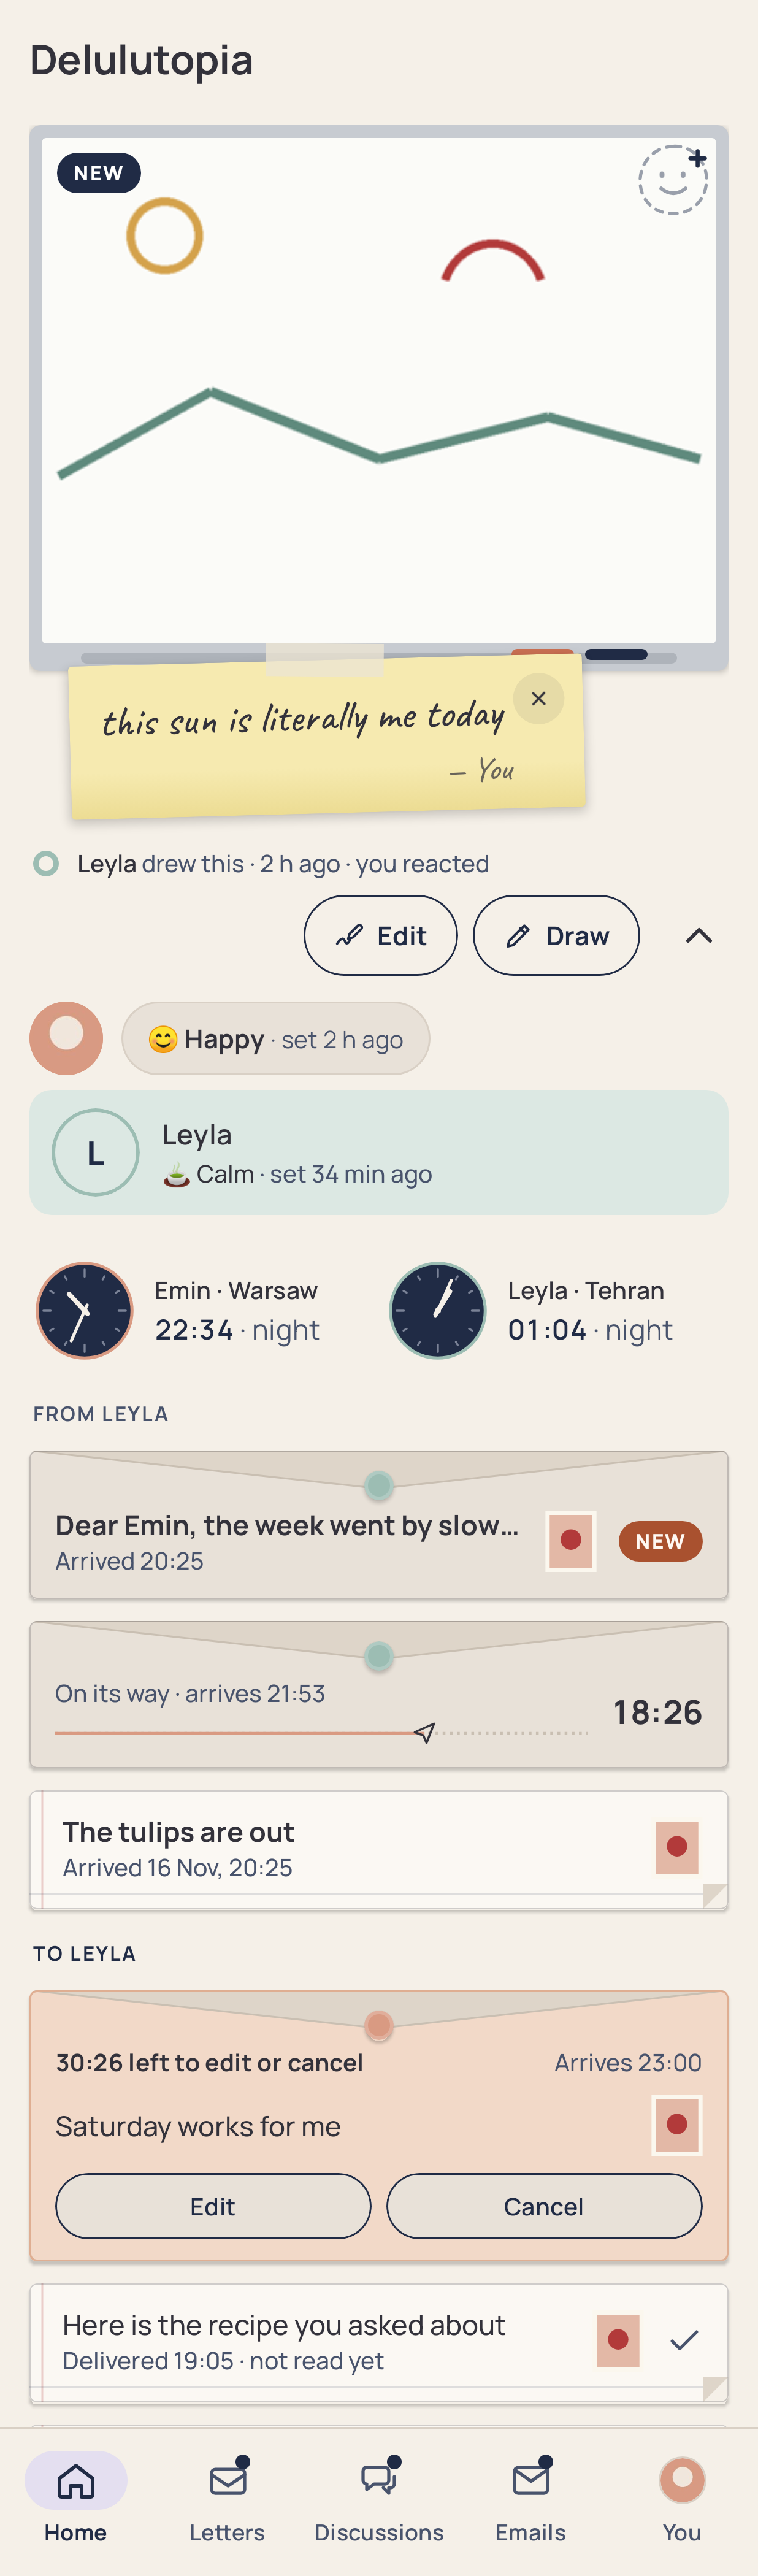 Delulutopia
NEW
this sun is literally me today
– You
Leyla drew this · 2 h ago · you reacted
Edit
Draw
😊 Happy · set 2 h ago
L
Leyla
🍵 Calm · set 34 min ago
Emin · Warsaw
22:34 · night
Leyla · Tehran
01:04 · night
FROM LEYLA
Dear Emin, the week went by slow...
Arrived 20:25
NEW
On its way · arrives 21:53
18:26
The tulips are out
Arrived 16 Nov, 20:25
TO LEYLA
30:26 left to edit or cancel
Arrives 23:00
Saturday works for me
Edit
Cancel
Here is the recipe you asked about
Delivered 19:05 · not read yet
Home
Letters
Discussions
Emails
You